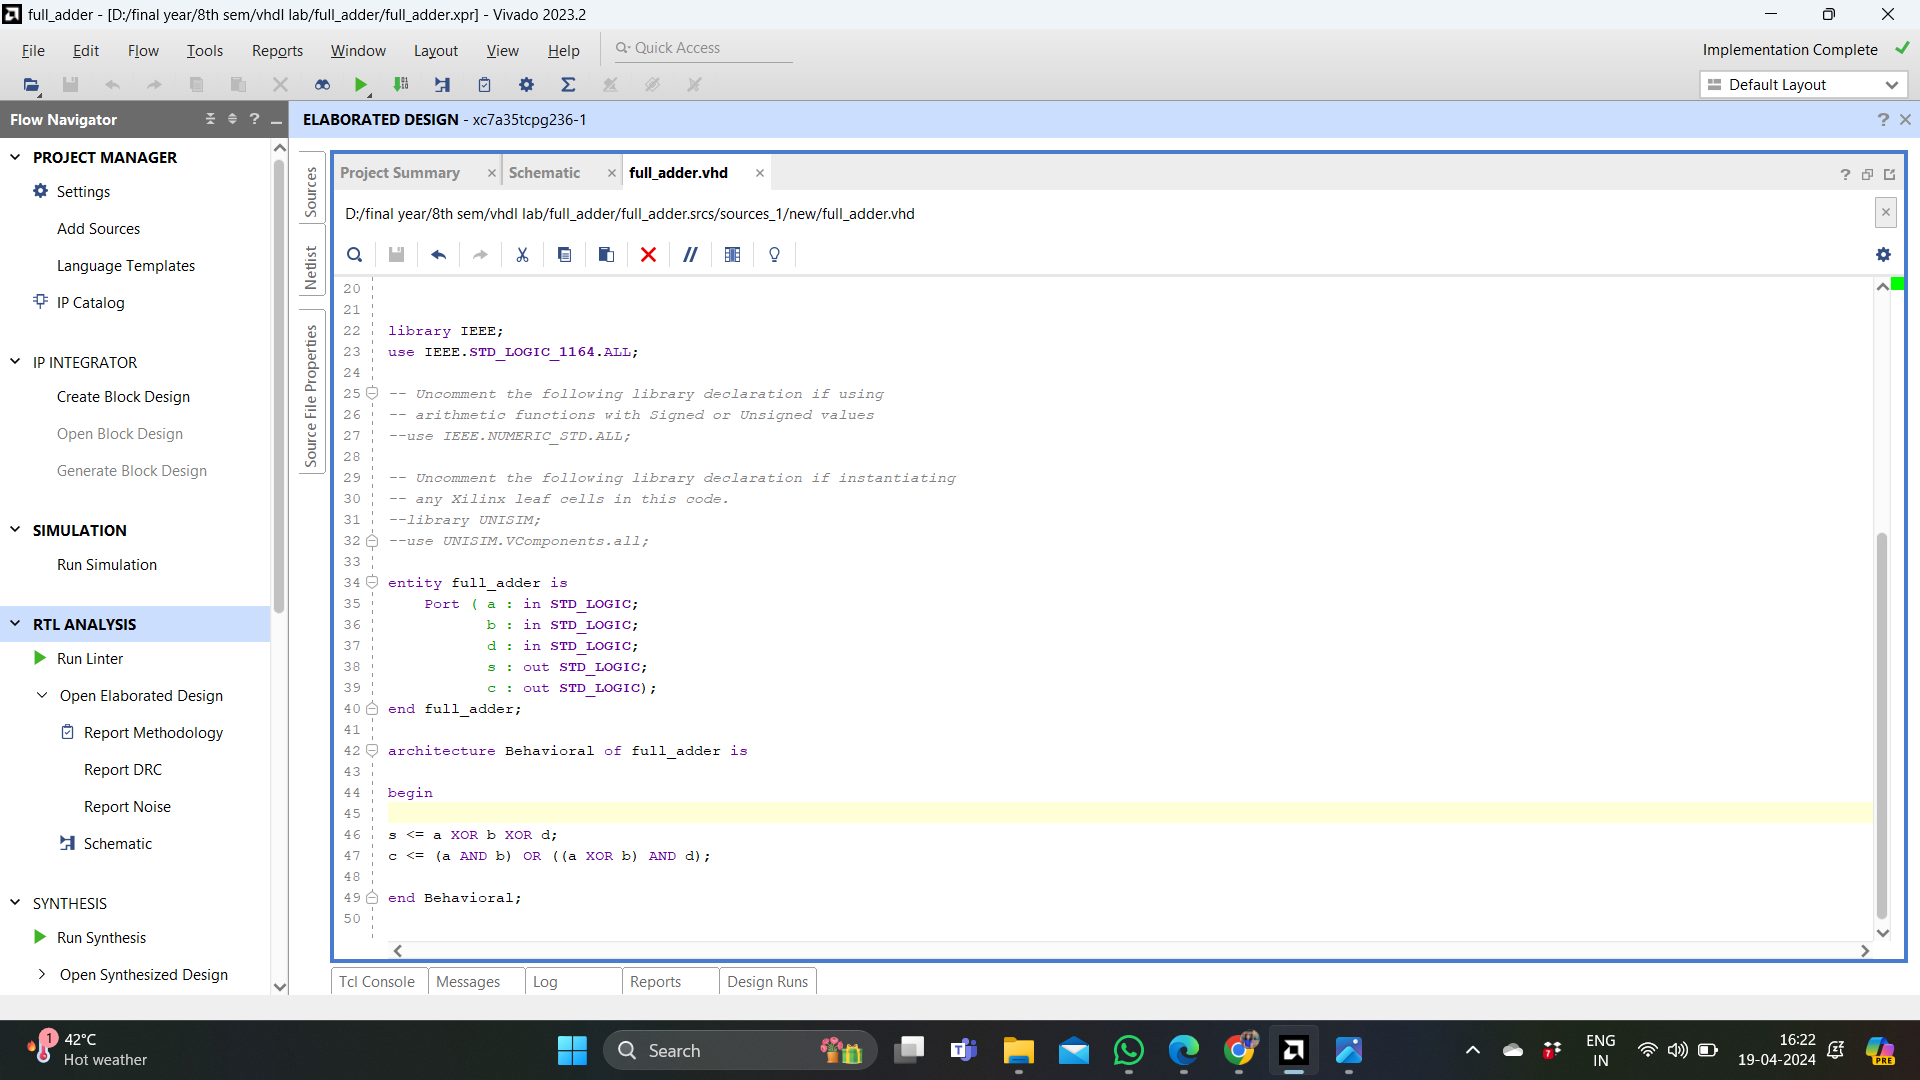 full_adder - [D:/final year/8th sem/vhdl lab/full_adder/full_adder.xpr] - Vivado 2023.2
File Edit Flow Tools Reports Window Layout View Help Quick Access
Implementation Complete
Default Layout
Flow Navigator
ELABORATED DESIGN - xc7a35tcpg236-1
PROJECT MANAGER
Settings
Add Sources
Language Templates
IP Catalog
IP INTEGRATOR
Create Block Design
Open Block Design
Generate Block Design
SIMULATION
Run Simulation
RTL ANALYSIS
Run Linter
Open Elaborated Design
Report Methodology
Report DRC
Report Noise
Schematic
SYNTHESIS
Run Synthesis
Open Synthesized Design
Sources
Netlist
Source File Properties
Project Summary Schematic full_adder.vhd
D:/final year/8th sem/vhdl lab/full_adder/full_adder.srcs/sources_1/new/full_adder.vhd
20
21
22 library IEEE;
23 use IEEE.STD_LOGIC_1164.ALL;
24
25 -- Uncomment the following library declaration if using
26 -- arithmetic functions with Signed or Unsigned values
27 --use IEEE.NUMERIC_STD.ALL;
28
29 -- Uncomment the following library declaration if instantiating
30 -- any Xilinx leaf cells in this code.
31 --library UNISIM;
32 --use UNISIM.VComponents.all;
33
34 entity full_adder is
35 Port ( a : in STD_LOGIC;
36 b : in STD_LOGIC;
37 d : in STD_LOGIC;
38 s : out STD_LOGIC;
39 c : out STD_LOGIC);
40 end full_adder;
41
42 architecture Behavioral of full_adder is
43
44 begin
45
46 s <= a XOR b XOR d;
47 c <= (a AND b) OR ((a XOR b) AND d);
48
49 end Behavioral;
50
Tcl Console Messages Log Reports Design Runs
1
42°C
Hot weather
Search
7
ENG
IN
16:22
19-04-2024
PRE